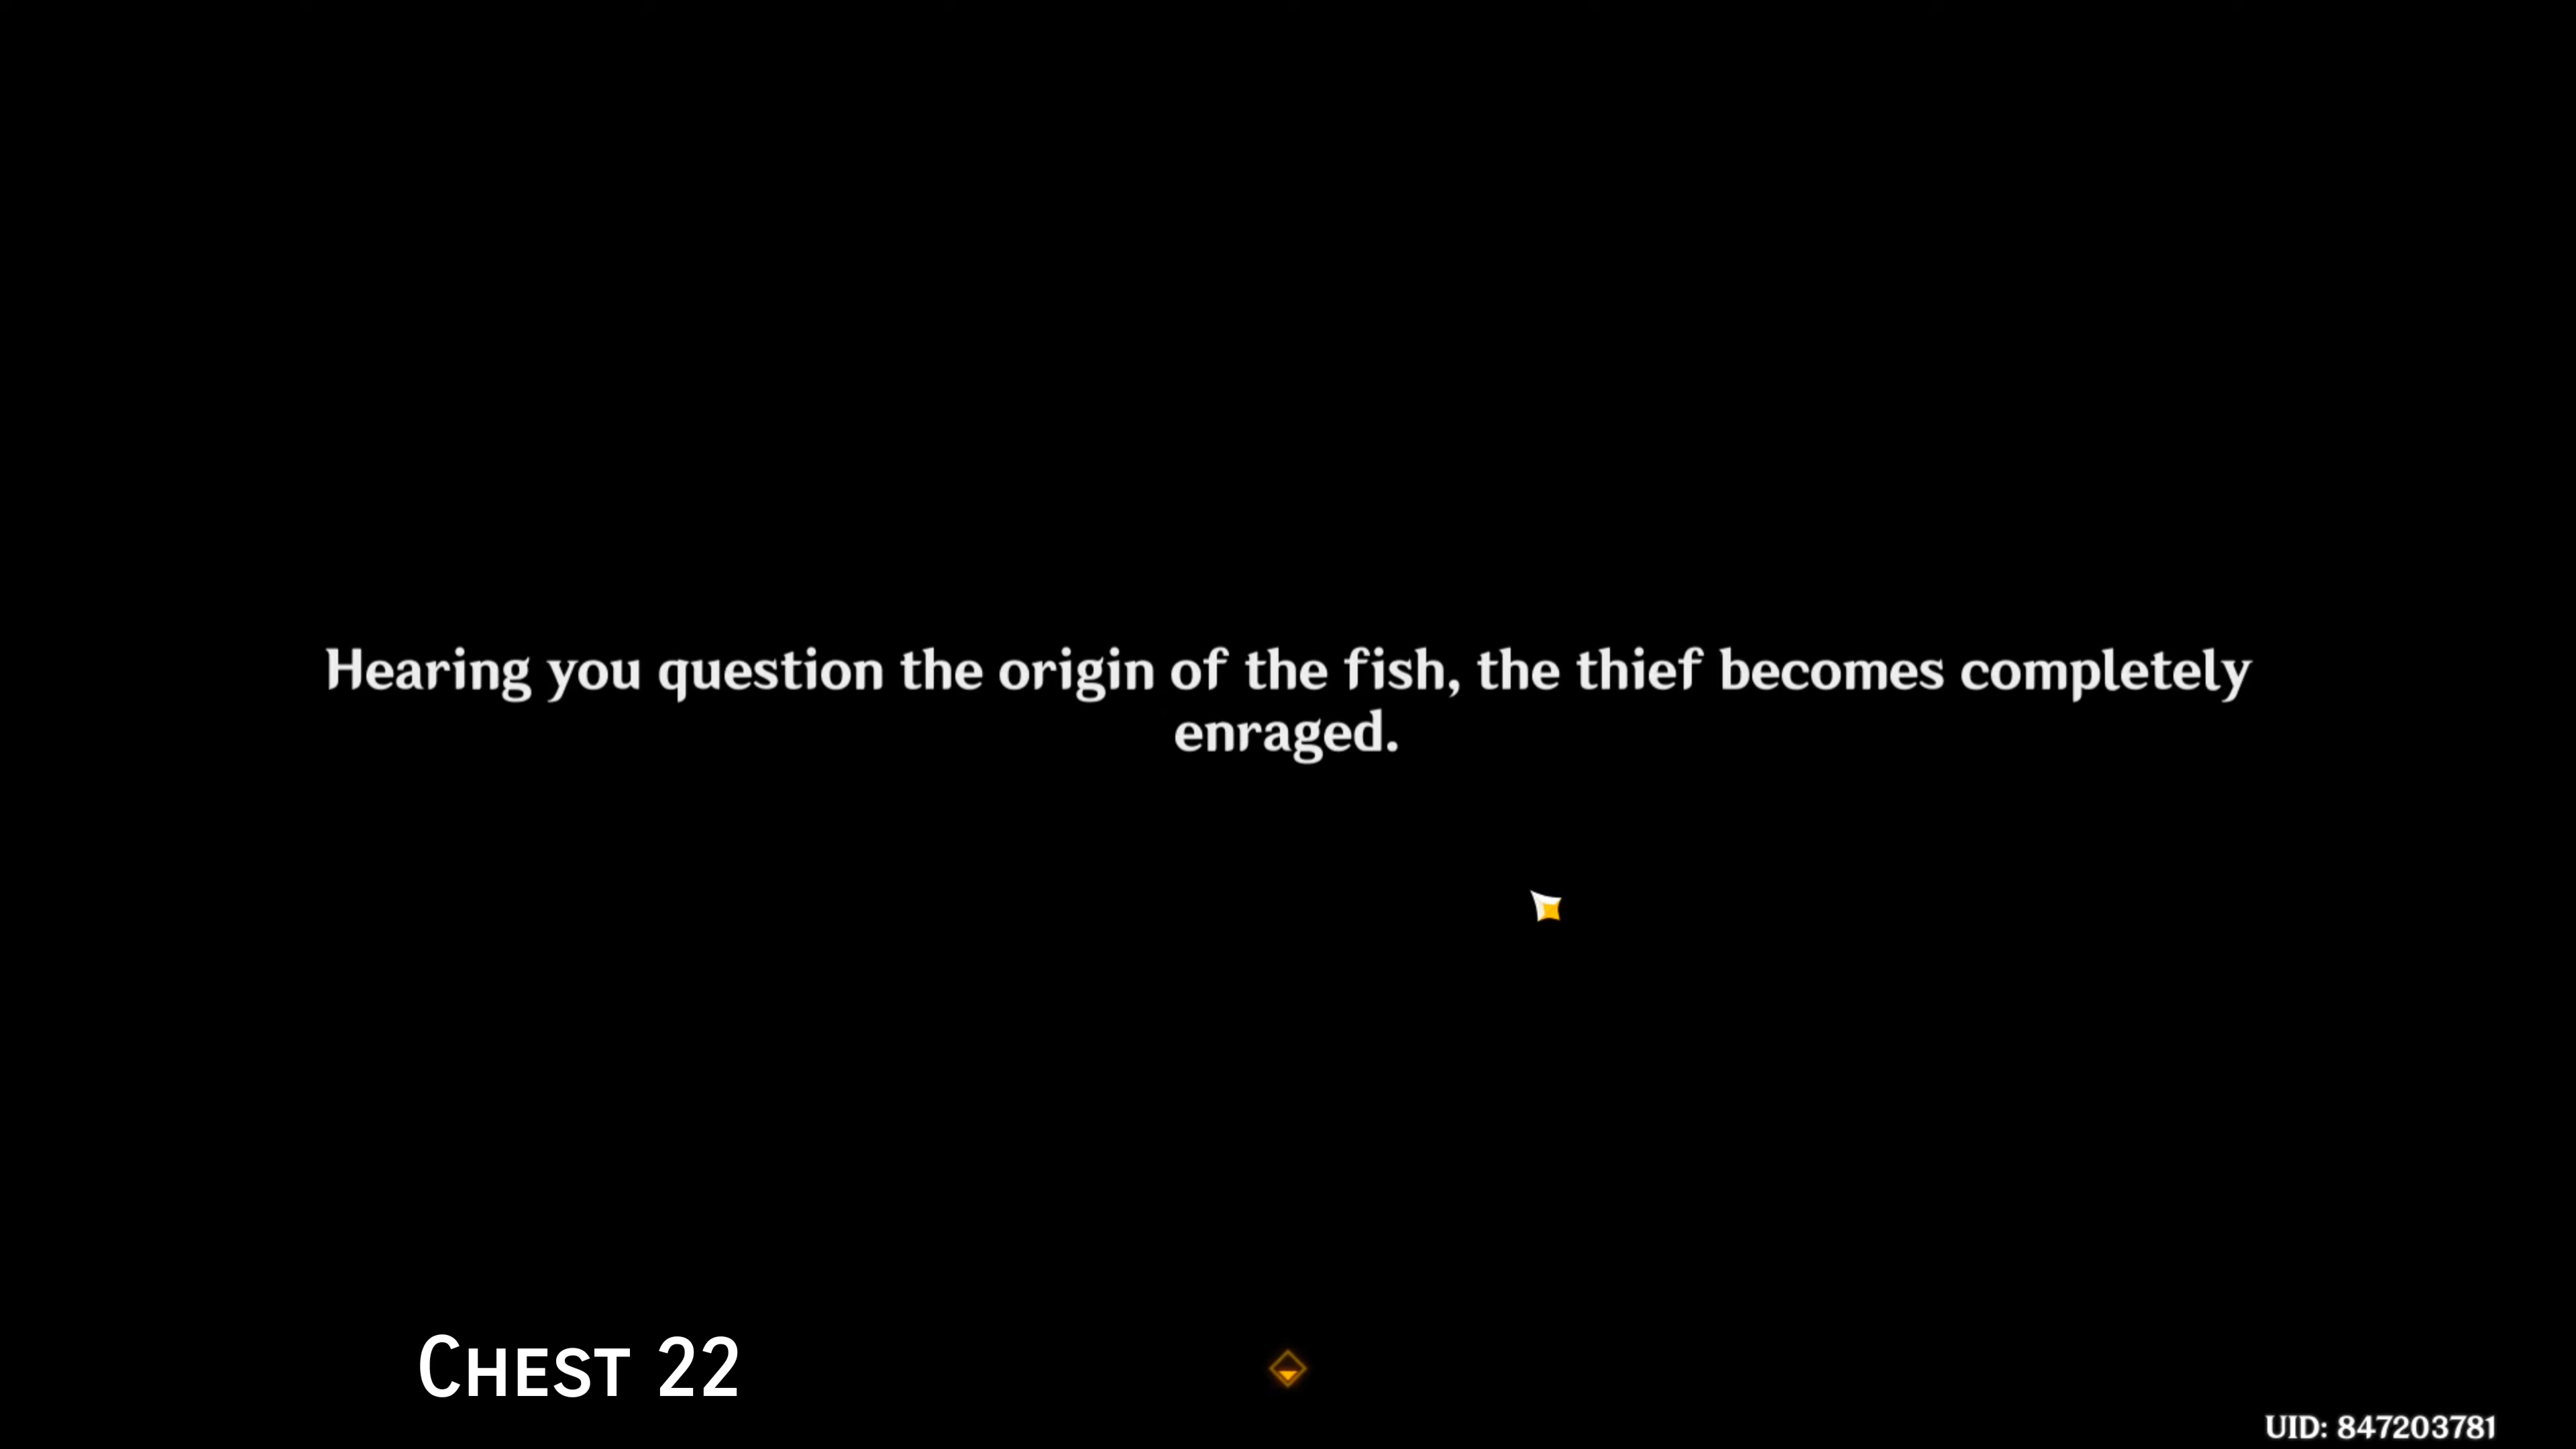 Hearing you question the origin of the fish, the thief becomes completely
enraged.
CHEST 22
UID: 847203781